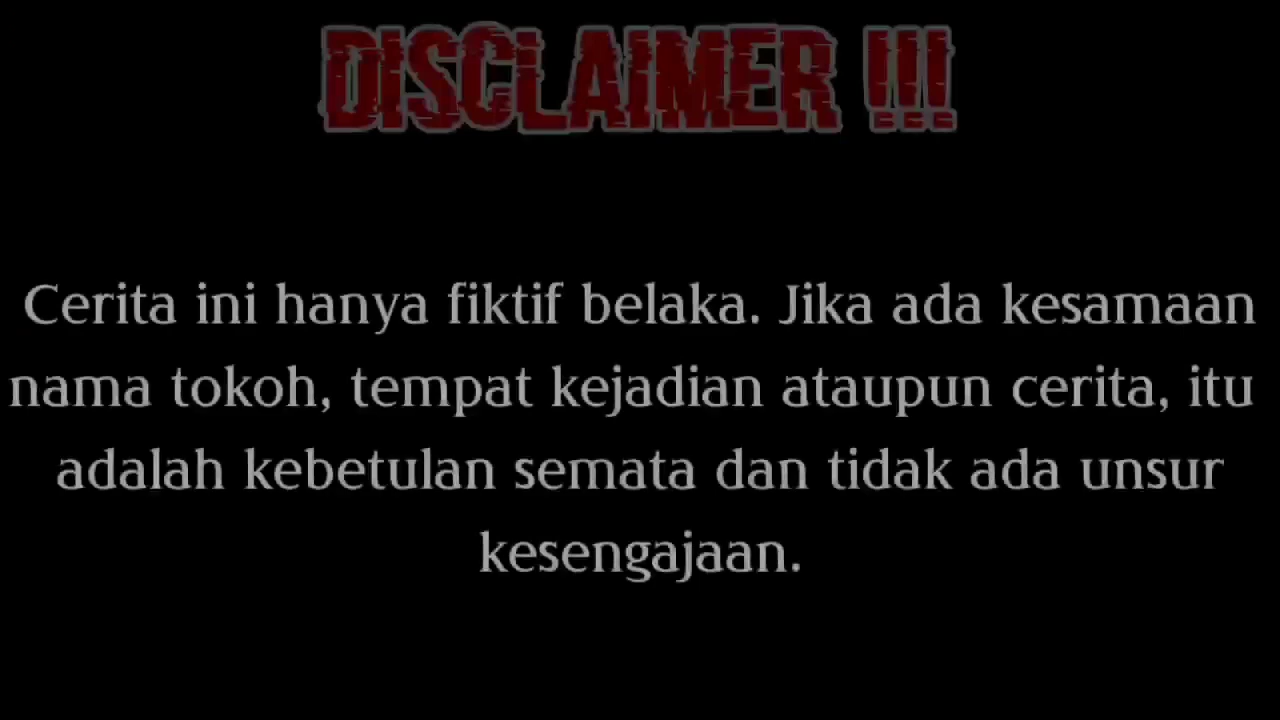 DISCLAIMER !!!
Cerita ini hanya fiktif belaka. Jika ada kesamaan
nama tokoh, tempat kejadian ataupun cerita, itu
adalah kebetulan semata dan tidak ada unsur
kesengajaan.